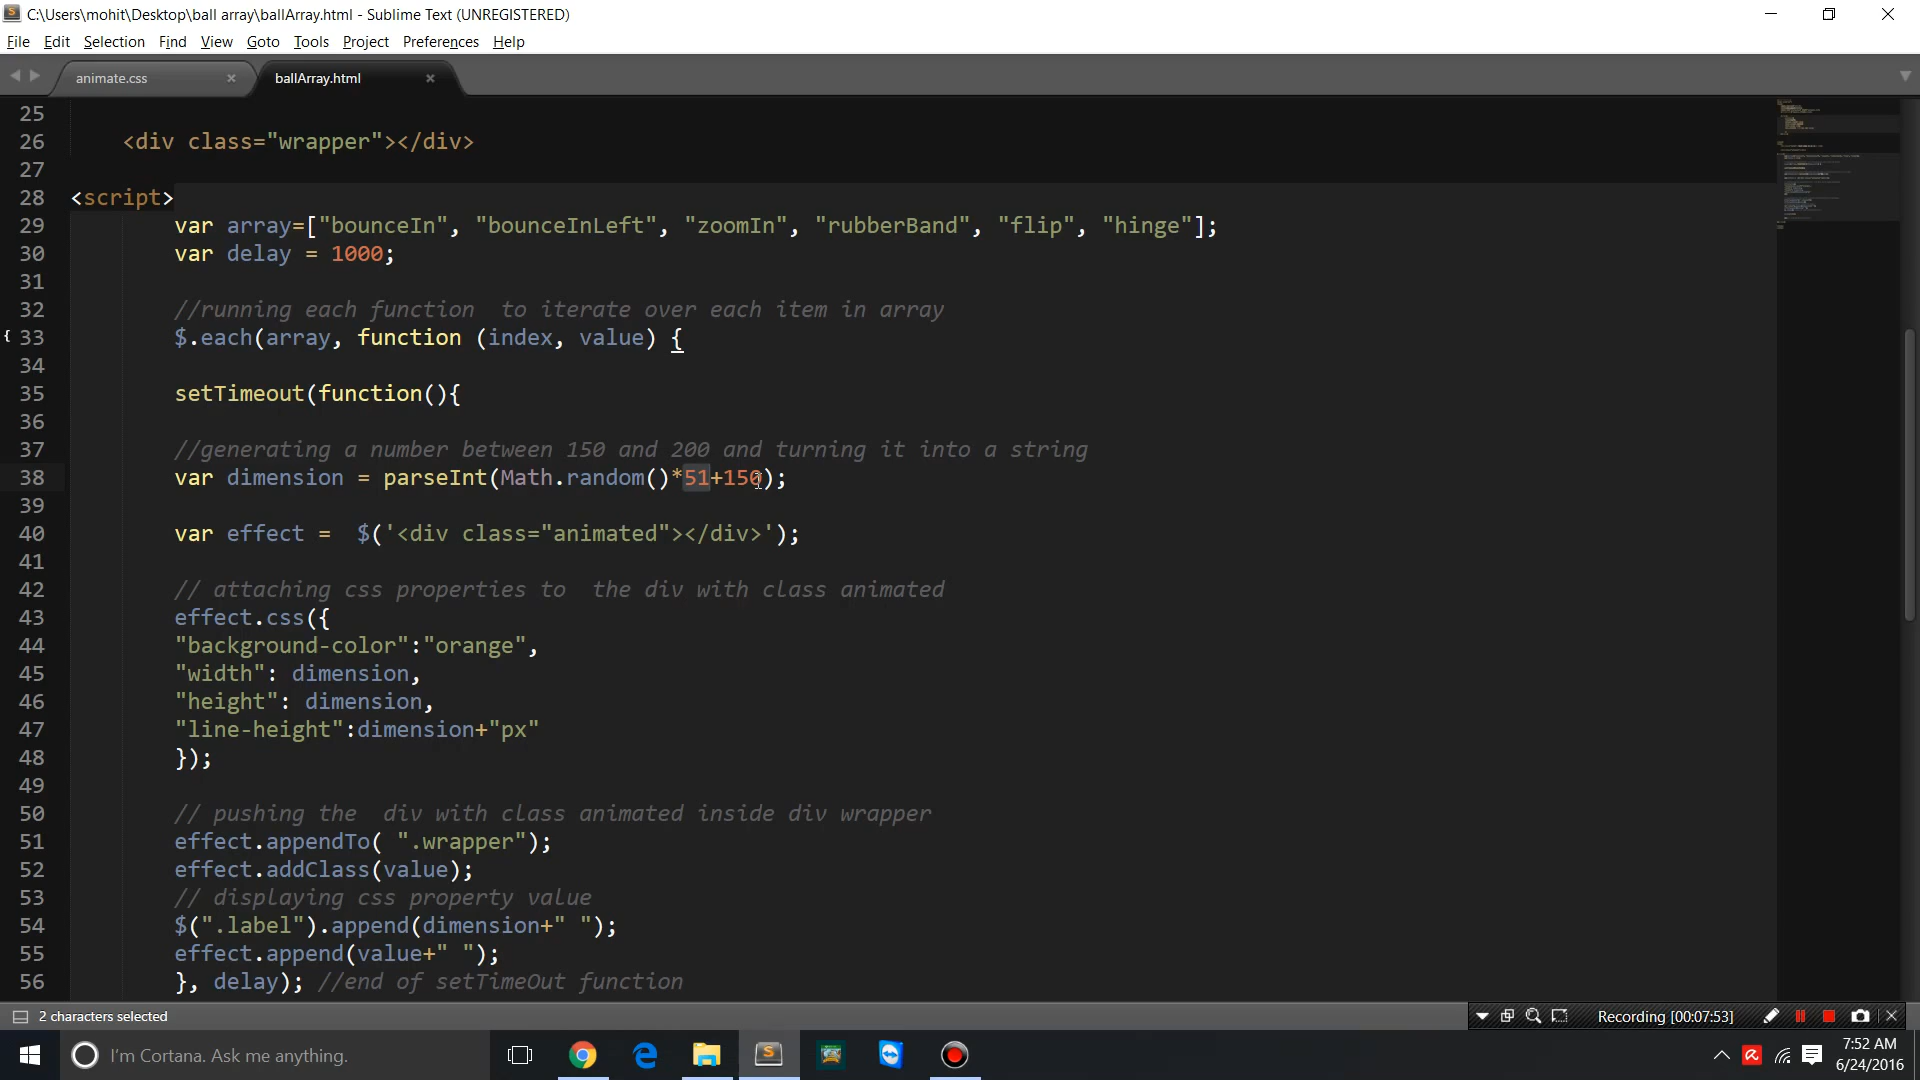 C:\Users\mohit\Desktop\ball array\ballArray.html - Sublime Text (UNREGISTERED)
File Edit Selection Find View Goto Tools Project Preferences Help
animate.css ballArray.html
25
26 <div class="wrapper"></div>
27
28 <script>
29 var array=["bounceIn", "bounceInLeft", "zoomIn", "rubberBand", "flip", "hinge"];
30 var delay = 1000;
31
32 //running each function  to iterate over each item in array
33 $.each(array, function (index, value) {
34
35 setTimeout(function(){
36
37 //generating a number between 150 and 200 and turning it into a string
38 var dimension = parseInt(Math.random()*51+150);
39
40 var effect =  $('<div class="animated"></div>');
41
42 // attaching css properties to  the div with class animated
43 effect.css({
44 "background-color":"orange",
45 "width": dimension,
46 "height": dimension,
47 "line-height":dimension+"px"
48 });
49
50 // pushing the  div with class animated inside div wrapper
51 effect.appendTo( ".wrapper");
52 effect.addClass(value);
53 // displaying css property value
54 $(".label").append(dimension+" ");
55 effect.append(value+" ");
56 }, delay); //end of setTimeOut function
2 characters selected
Recording [00:07:53]
I'm Cortana. Ask me anything.
7:52 AM
6/24/2016